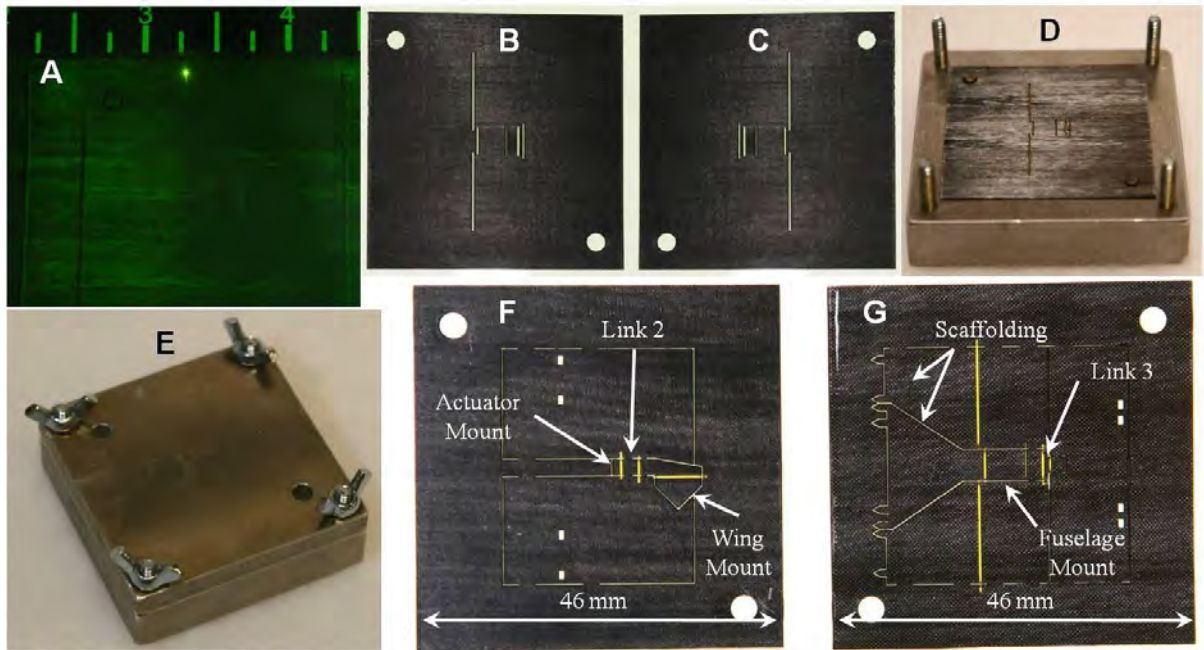 3
4
A
B
C
D
E
F
Link 2
Actuator
Mount
Wing
Mount
46 mm
G
Scaffolding
Link 3
Fuselage
Mount
46 mm